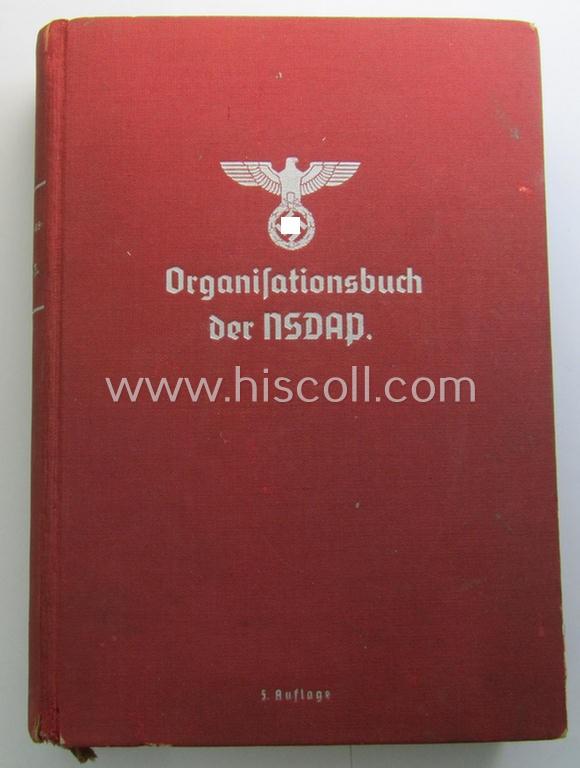 Organiſationsbuch
der NSDAP.
www.hiscoll.com
5. Auflage